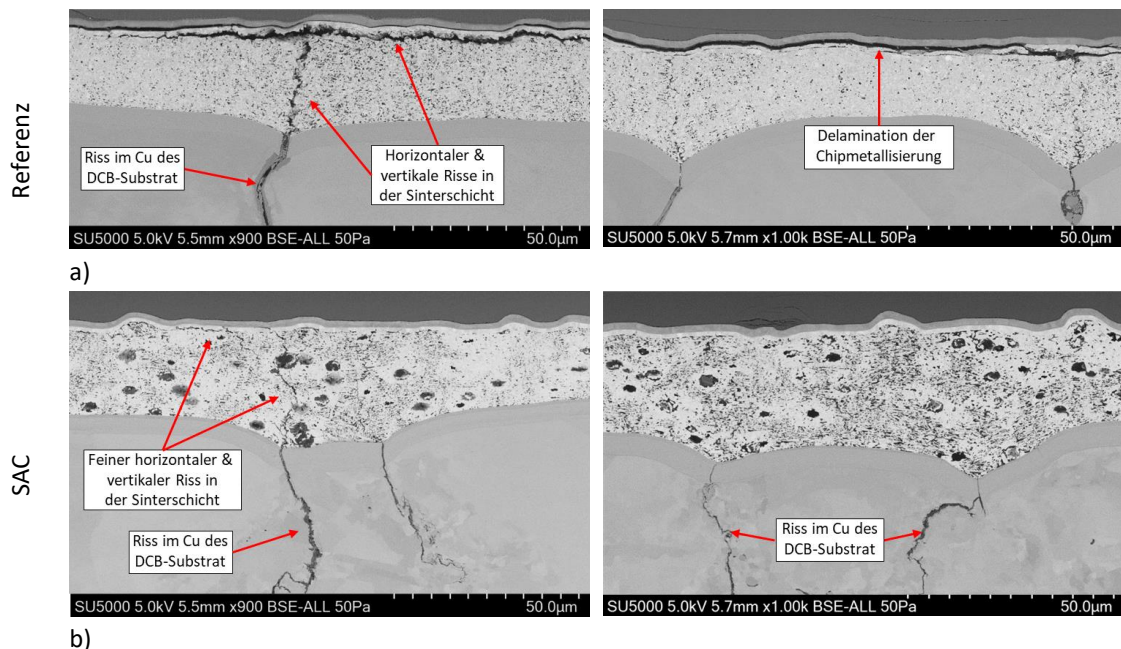 Referenz
Riss im Cu des
DCB-Substrat
Horizontaler &
vertikale Risse in
der Sinterschicht
SU5000 5.0kV 5.5mm x900 BSE-ALL 50Pa
50.0µm
Delamination der
Chipmetallisierung
SU5000 5.0kV 5.7mm x1.00k BSE-ALL 50Pa
50.0µm
a)
SAC
Feiner horizontaler &
vertikaler Riss in
der Sinterschicht
Riss im Cu des
DCB-Substrat
SU5000 5.0kV 5.5mm x900 BSE-ALL 50Pa
50.0µm
Riss im Cu des
DCB-Substrat
SU5000 5.0kV 5.7mm x1.00k BSE-ALL 50Pa
50.0µm
b)